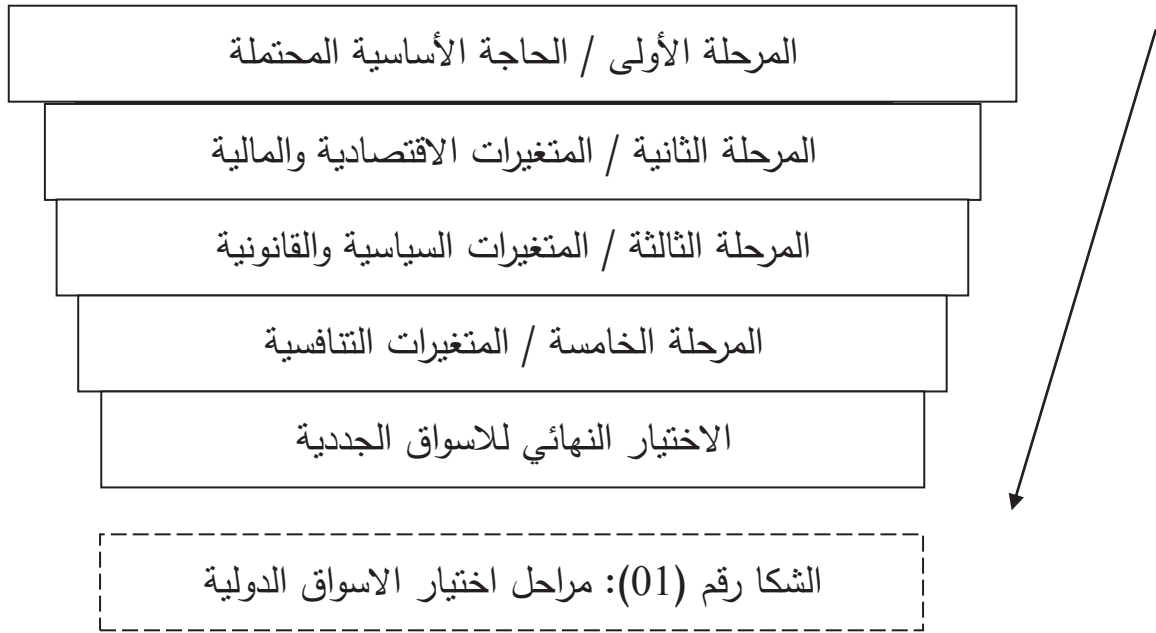 المرحلة الأولى / الحاجة الأساسية المحتملة
المرحلة الثانية / المتغيرات الاقتصادية والمالية
المرحلة الثالثة / المتغيرات السياسية والقانونية
المرحلة الخامسة / المتغيرات التنافسية
الاختيار النهائي للاسواق الجددية
الشكا رقم (01): مراحل اختيار الاسواق الدولية